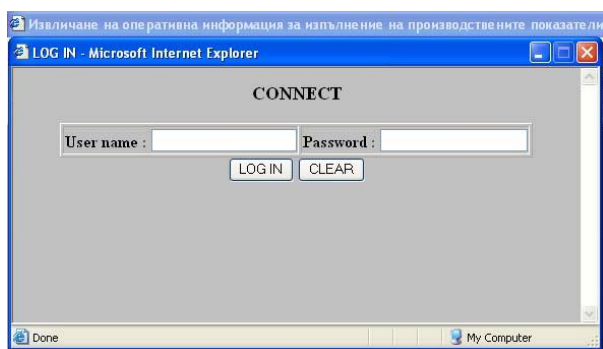 Извличане на оперативна информация за изпълнение на производствените показатели
LOG IN - Microsoft Internet Explorer
CONNECT
User name : Password :
LOG IN CLEAR
Done My Computer